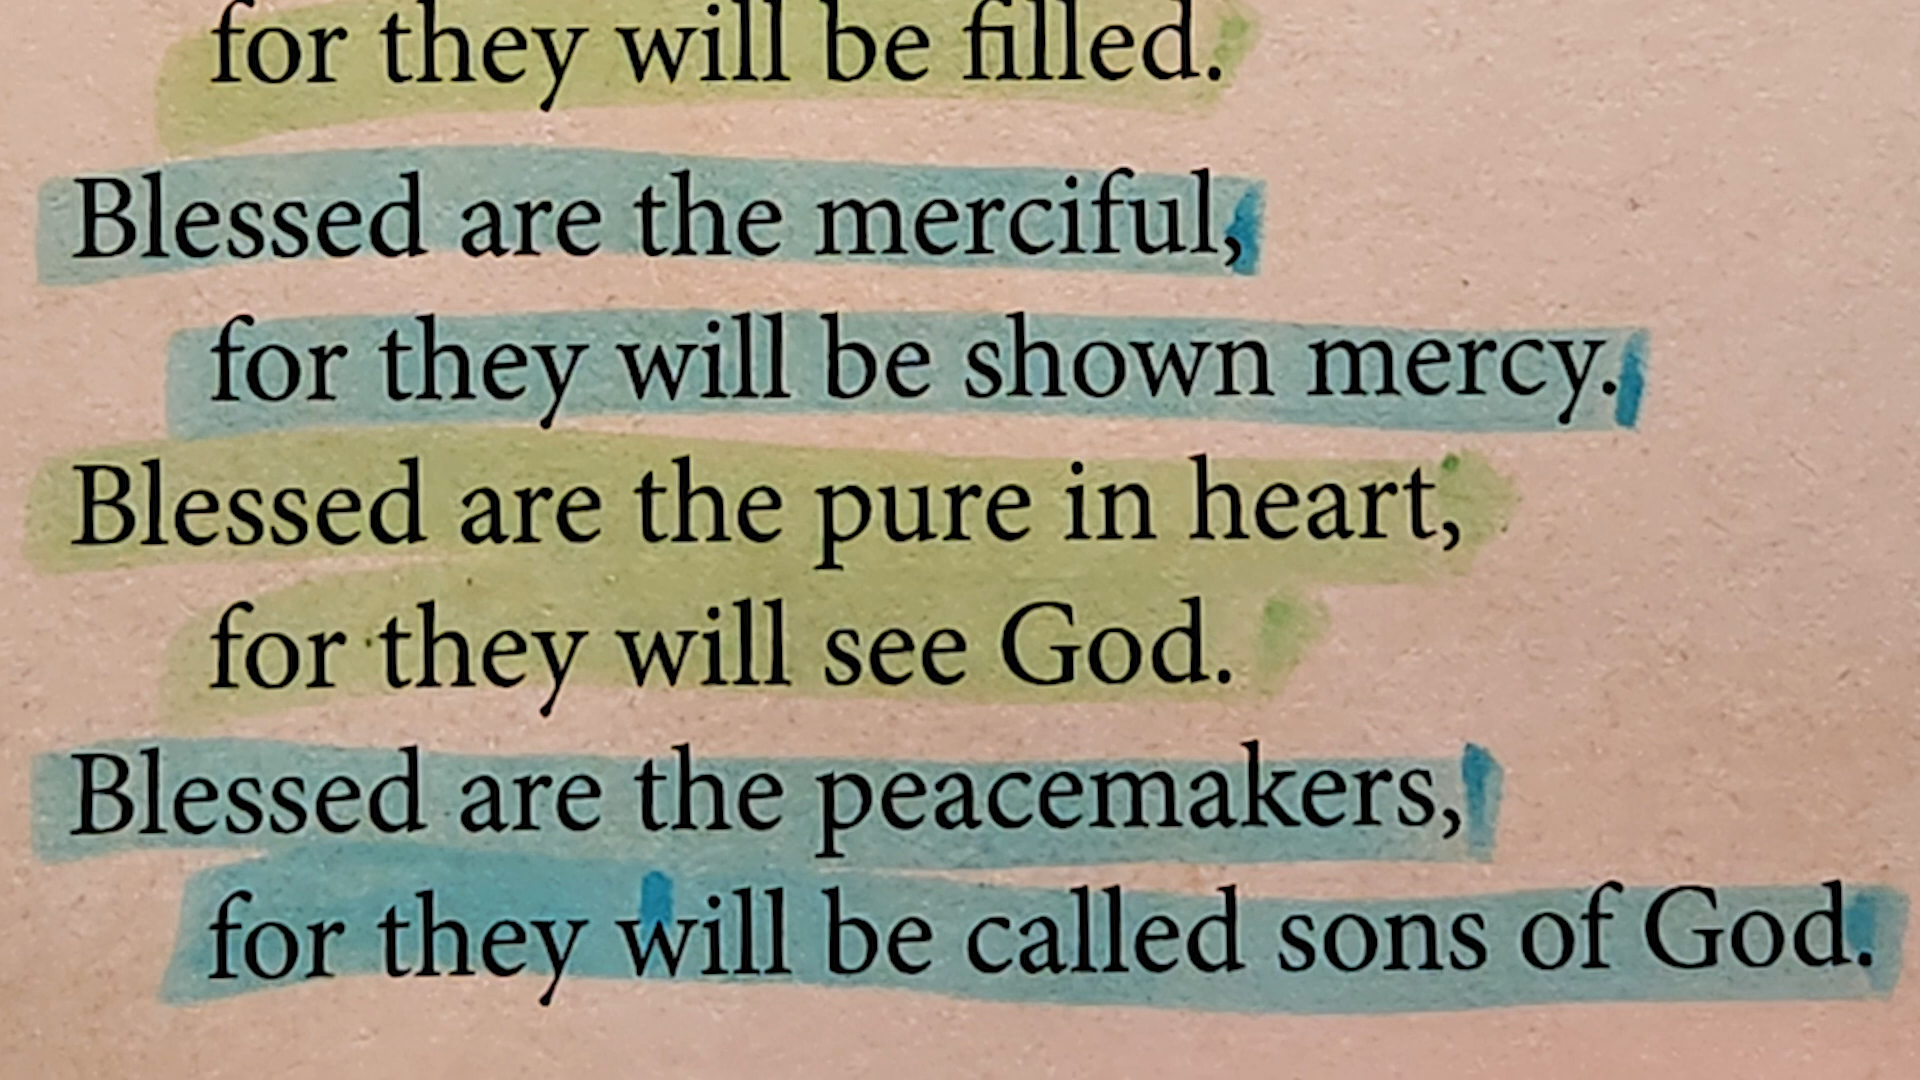 for they will be filled.
Blessed are the merciful,
for they will be shown mercy.
Blessed are the pure in heart,
for they will see God.
Blessed are the peacemakers,
for they will be called sons of God.